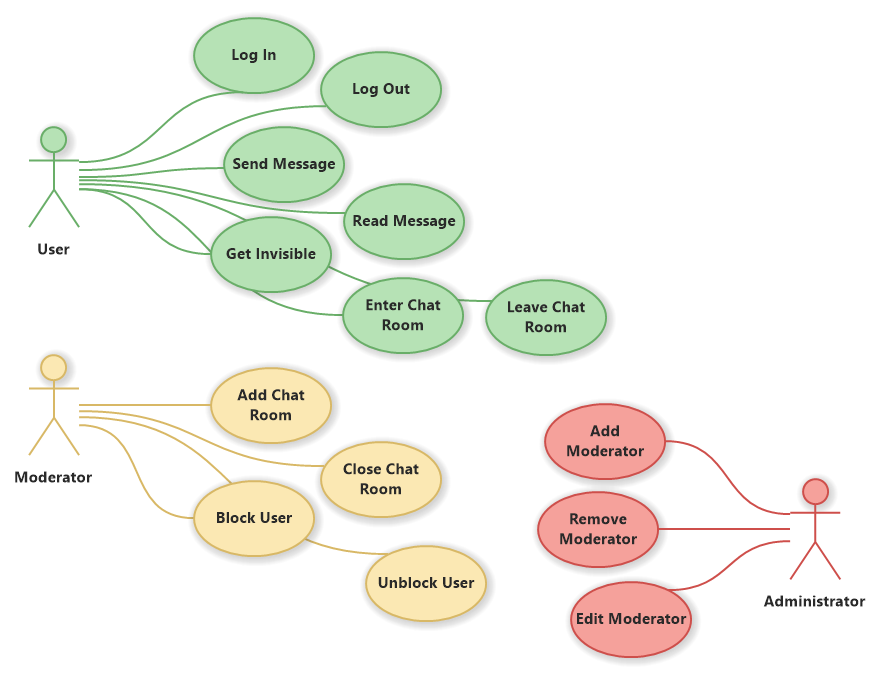 Log In
Log Out
Send Message
Read Message
User
Get Invisible
Enter Chat
Room
Leave Chat
Room
Add Chat
Room
Close Chat
Room
Moderator
Block User
Unblock User
Add
Moderator
Remove
Moderator
Administrator
Edit Moderator